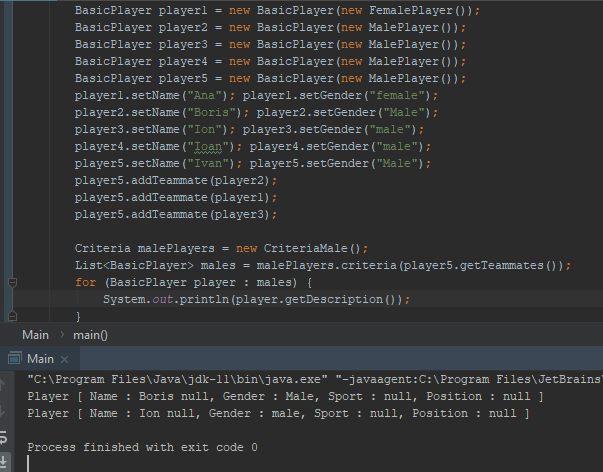 BasicPlayer player1 = new BasicPlayer(new FemalePlayer());
BasicPlayer player2 = new BasicPlayer(new MalePlayer());
BasicPlayer player3 = new BasicPlayer(new MalePlayer());
BasicPlayer player4 = new BasicPlayer(new MalePlayer());
BasicPlayer player5 = new BasicPlayer(new MalePlayer());
player1.setName("Ana"); player1.setGender("female");
player2.setName("Boris"); player2.setGender("Male");
player3.setName("Ion"); player3.setGender("male");
player4.setName("Ioan"); player4.setGender("male");
player5.setName("Ivan"); player5.setGender("Male");
player5.addTeammate(player2);
player5.addTeammate(player1);
player5.addTeammate(player3);
Criteria malePlayers = new CriteriaMale();
List<BasicPlayer> males = malePlayers.criteria(player5.getTeammates());
for (BasicPlayer player : males) {
System.out.println(player.getDescription());
}
Main › main()
Main ×
"C:\Program Files\Java\jdk-11\bin\java.exe" "-javaagent:C:\Program Files\JetBrains\
Player [ Name : Boris null, Gender : Male, Sport : null, Position : null ]
Player [ Name : Ion null, Gender : male, Sport : null, Position : null ]
Process finished with exit code 0